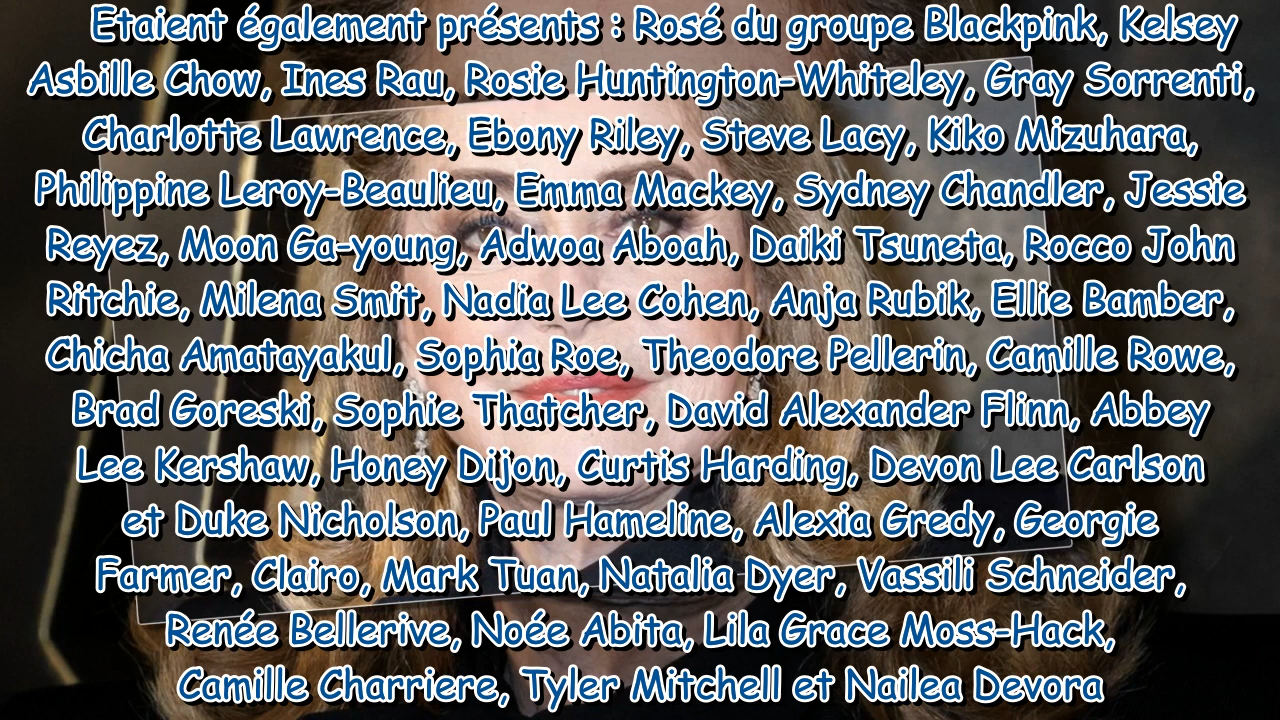 Etaient également présents : Rosé du groupe Blackpink, Kelsey
Asbille Chow, Ines Rau, Rosie Huntington-Whiteley, Gray Sorrenti,
Charlotte Lawrence, Ebony Riley, Steve Lacy, Kiko Mizuhara,
Philippine Leroy-Beaulieu, Emma Mackey, Sydney Chandler, Jessie
Reyez, Moon Ga-young, Adwoa Aboah, Daiki Tsuneta, Rocco John
Ritchie, Milena Smit, Nadia Lee Cohen, Anja Rubik, Ellie Bamber,
Chicha Amatayakul, Sophia Roe, Theodore Pellerin, Camille Rowe,
Brad Goreski, Sophie Thatcher, David Alexander Flinn, Abbey
Lee Kershaw, Honey Dijon, Curtis Harding, Devon Lee Carlson
et Duke Nicholson, Paul Hameline, Alexia Gredy, Georgie
Farmer, Clairo, Mark Tuan, Natalia Dyer, Vassili Schneider,
Renée Bellerive, Noée Abita, Lila Grace Moss-Hack,
Camille Charriere, Tyler Mitchell et Nailea Devora